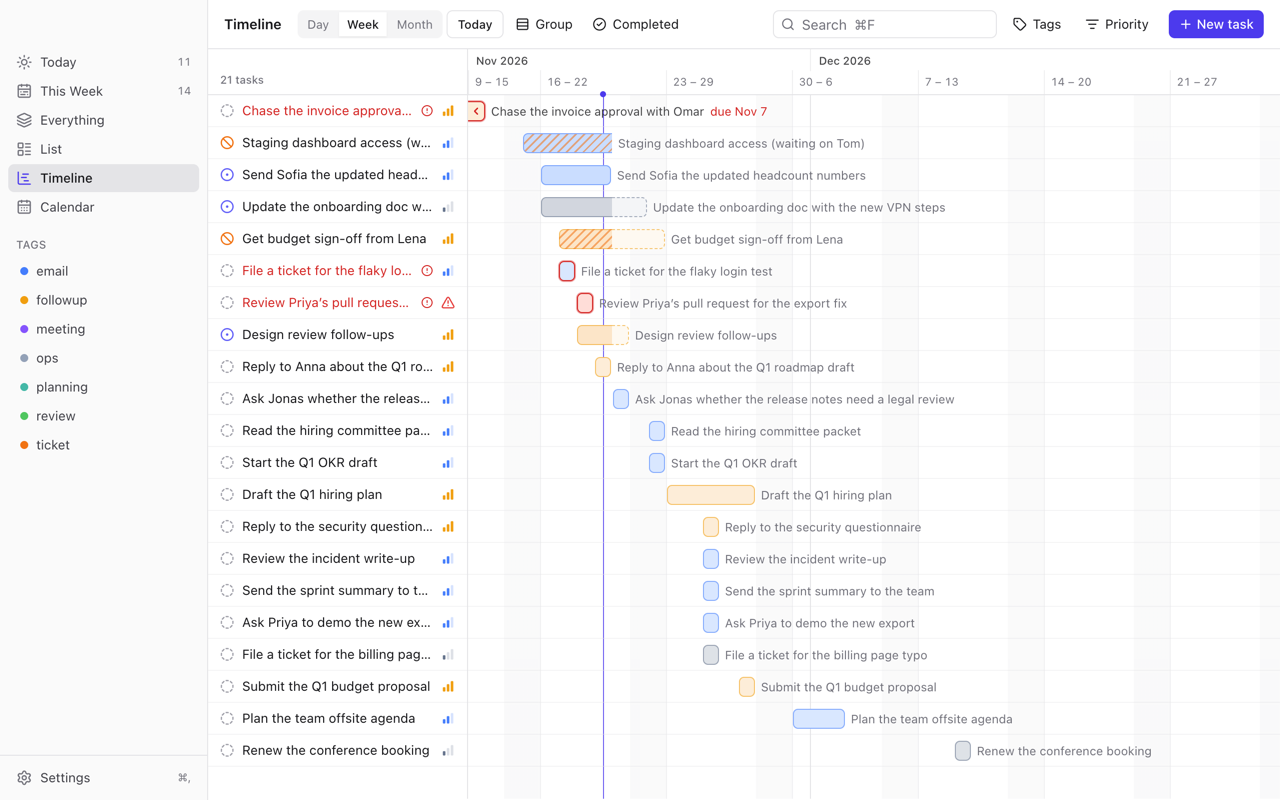 Timeline
Day
Week
Month
Today
Group
Completed
Search ⌘F
Tags
Priority
+ New task
Today 11
This Week 14
Everything
List
Timeline
Calendar
TAGS
email
followup
meeting
ops
planning
review
ticket
Settings ⌘,
21 tasks
Nov 2026
Dec 2026
9 – 15
16 – 22
23 – 29
30 – 6
7 – 13
14 – 20
21 – 27
Chase the invoice approva...
Chase the invoice approval with Omar due Nov 7
Staging dashboard access (w...
Staging dashboard access (waiting on Tom)
Send Sofia the updated head...
Send Sofia the updated headcount numbers
Update the onboarding doc w...
Update the onboarding doc with the new VPN steps
Get budget sign-off from Lena
Get budget sign-off from Lena
File a ticket for the flaky lo...
File a ticket for the flaky login test
Review Priya's pull reques...
Review Priya's pull request for the export fix
Design review follow-ups
Design review follow-ups
Reply to Anna about the Q1 ro...
Reply to Anna about the Q1 roadmap draft
Ask Jonas whether the releas...
Ask Jonas whether the release notes need a legal review
Read the hiring committee pa...
Read the hiring committee packet
Start the Q1 OKR draft
Start the Q1 OKR draft
Draft the Q1 hiring plan
Draft the Q1 hiring plan
Reply to the security question...
Reply to the security questionnaire
Review the incident write-up
Review the incident write-up
Send the sprint summary to t...
Send the sprint summary to the team
Ask Priya to demo the new ex...
Ask Priya to demo the new export
File a ticket for the billing pag...
File a ticket for the billing page typo
Submit the Q1 budget proposal
Submit the Q1 budget proposal
Plan the team offsite agenda
Plan the team offsite agenda
Renew the conference booking
Renew the conference booking